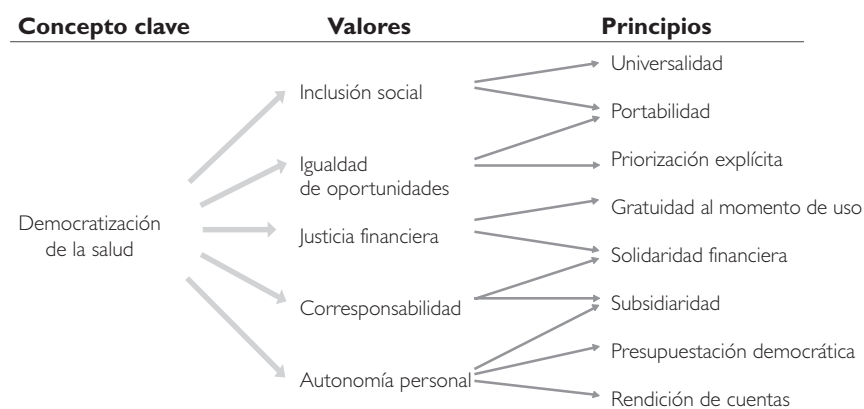 Concepto clave Valores Principios
Universalidad
Inclusión social
Portabilidad
Igualdad
de oportunidades
Priorización explícita
Gratuidad al momento de uso
Democratización
de la salud
Justicia financiera
Solidaridad financiera
Corresponsabilidad
Subsidiaridad
Presupuestación democrática
Autonomía personal
Rendición de cuentas